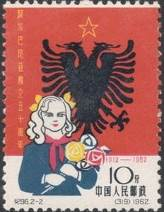 阿尔巴尼亚独立五十周年
1912-1962
10分
中国人民邮政
纪96.2-2
(319) 1962